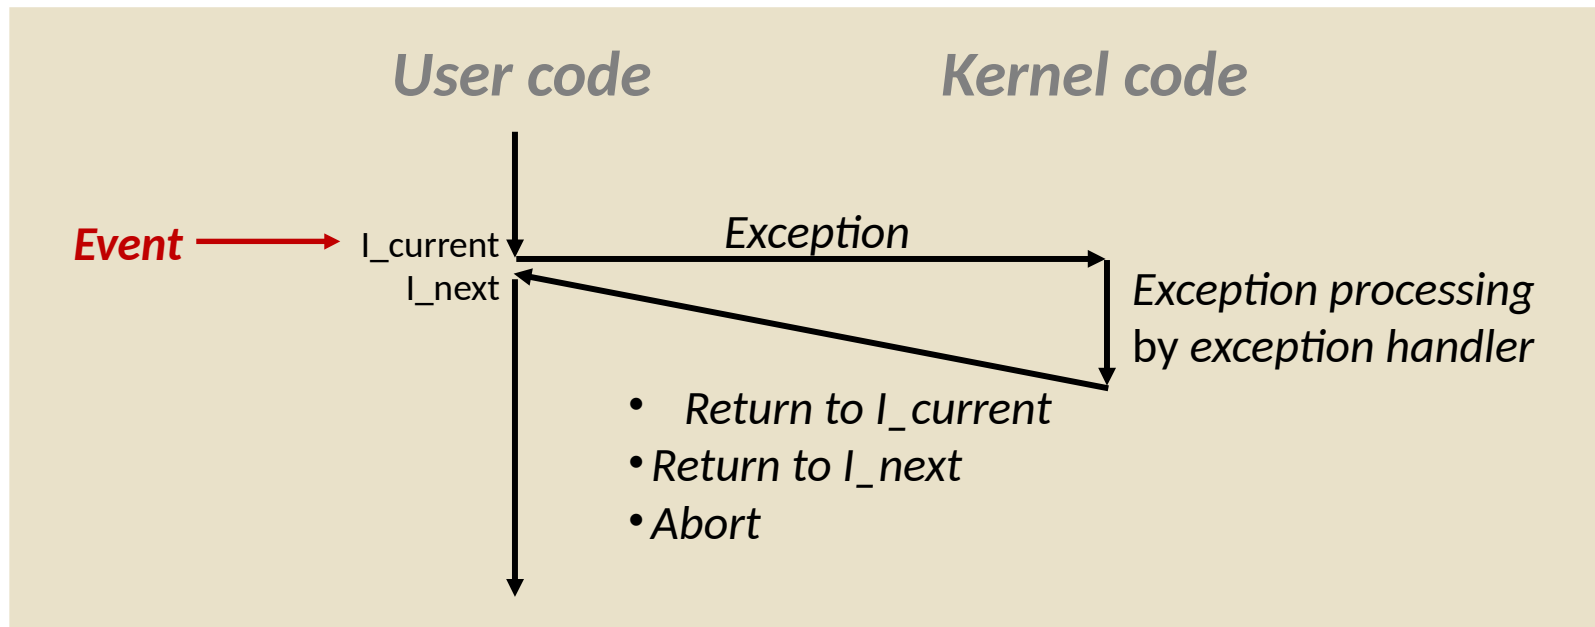 User code
Kernel code
Event
I_current
Exception
I_next
Exception processing
by exception handler
• Return to I_current
• Return to I_next
• Abort